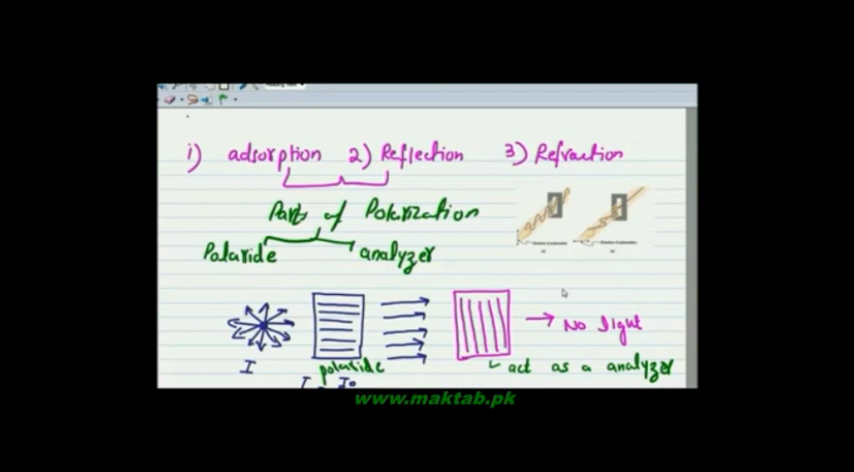 i) adsorption 2) Reflection 3) Refraction
Parts of Polarization
Polaride analyzer
→ No light
I polaride ✓ act as a analyzer
I I₀
www.maktab.pk